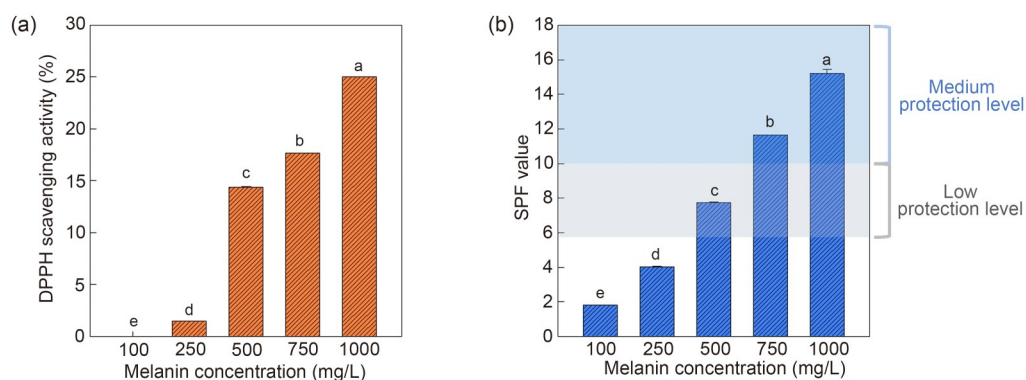 (a)
DPPH scavenging activity (%)
30
25
20
15
10
5
0
e
d
c
b
a
100 250 500 750 1000
Melanin concentration (mg/L)
(b)
SPF value
18
16
14
12
10
8
6
4
2
0
e
d
c
b
a
100 250 500 750 1000
Melanin concentration (mg/L)
Medium
protection level
Low
protection level